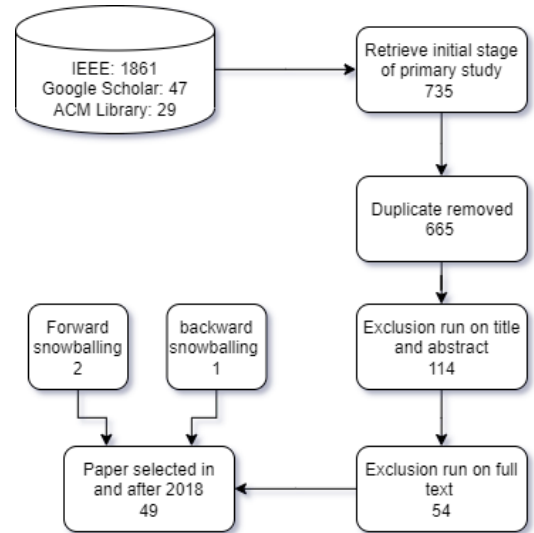 IEEE: 1861
Google Scholar: 47
ACM Library: 29
Retrieve initial stage
of primary study
735
Duplicate removed
665
Exclusion run on title
and abstract
114
Exclusion run on full
text
54
Forward
snowballing
2
backward
snowballing
1
Paper selected in
and after 2018
49